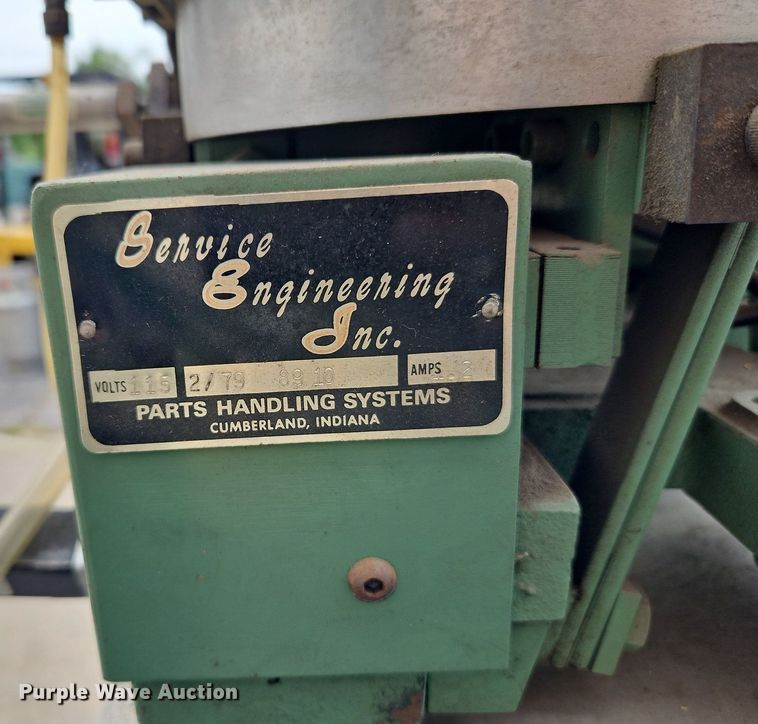 Service
Engineering
Inc.
VOLTS 115 2/79 8910 AMPS
PARTS HANDLING SYSTEMS
CUMBERLAND, INDIANA
Purple Wave Auction